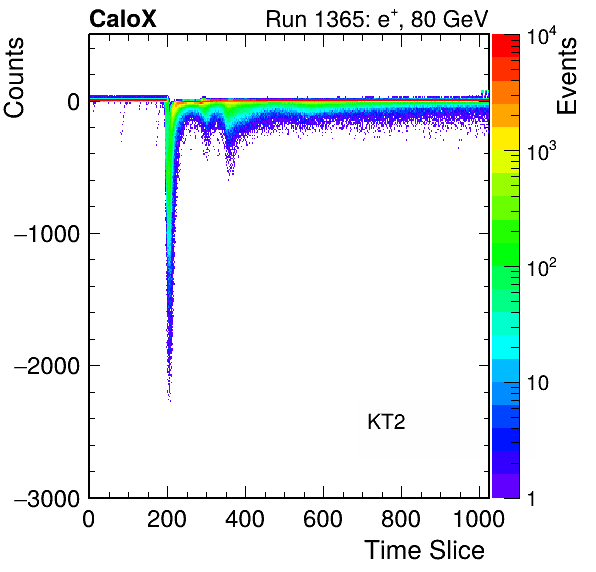 CaloX Run 1365: e⁺, 80 GeV
Counts
0
−1000
−2000
−3000
0 200 400 600 800 1000
Time Slice
KT2
Events
10⁴
10³
10²
10
1